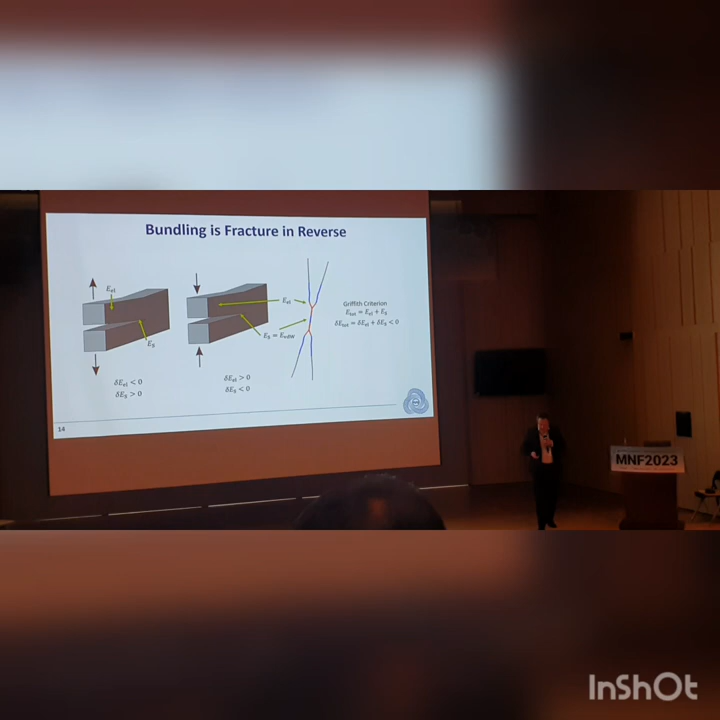 Bundling is Fracture in Reverse
E_el
E_S
δE_el < 0
δE_S > 0
E_el
E_S = E_vdW
δE_el > 0
δE_S < 0
Griffith Criterion
E_tot = E_el + E_S
δE_tot = δE_el + δE_S < 0
14
MNF2023
InShOt